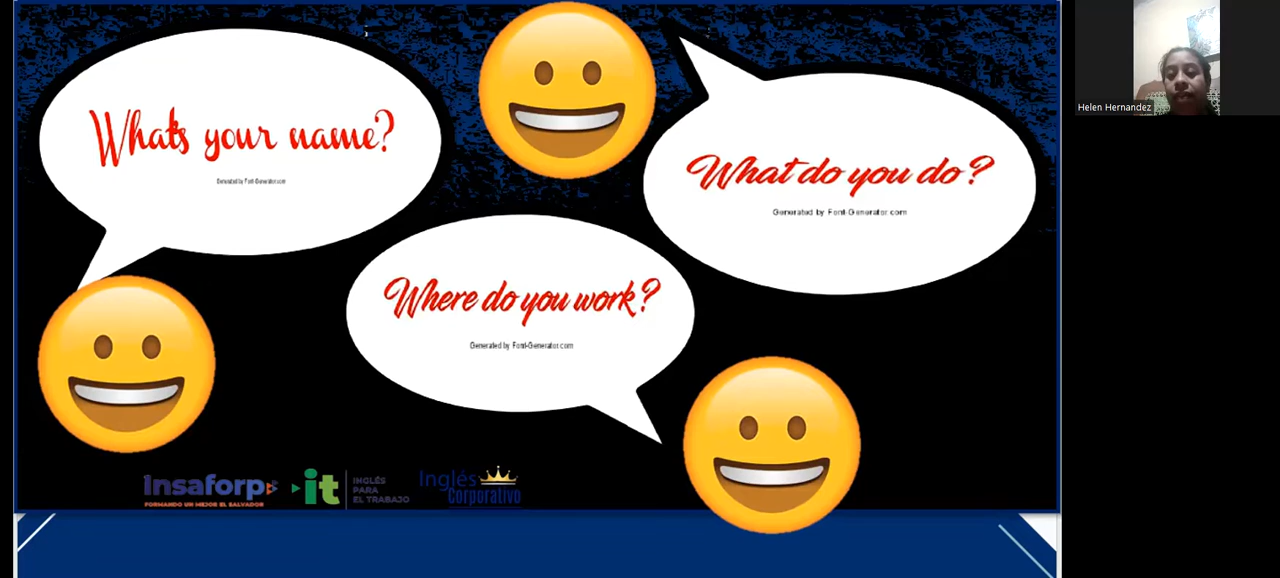 What's your name?
Generated by Font-Generator.com
What do you do?
Generated by Font-Generator.com
Where do you work?
Generated by Font-Generator.com
Insaforp
FORMANDO UN MEJOR EL SALVADOR
it
INGLÉS
PARA
EL TRABAJO
Inglés
Corporativo
Helen Hernandez